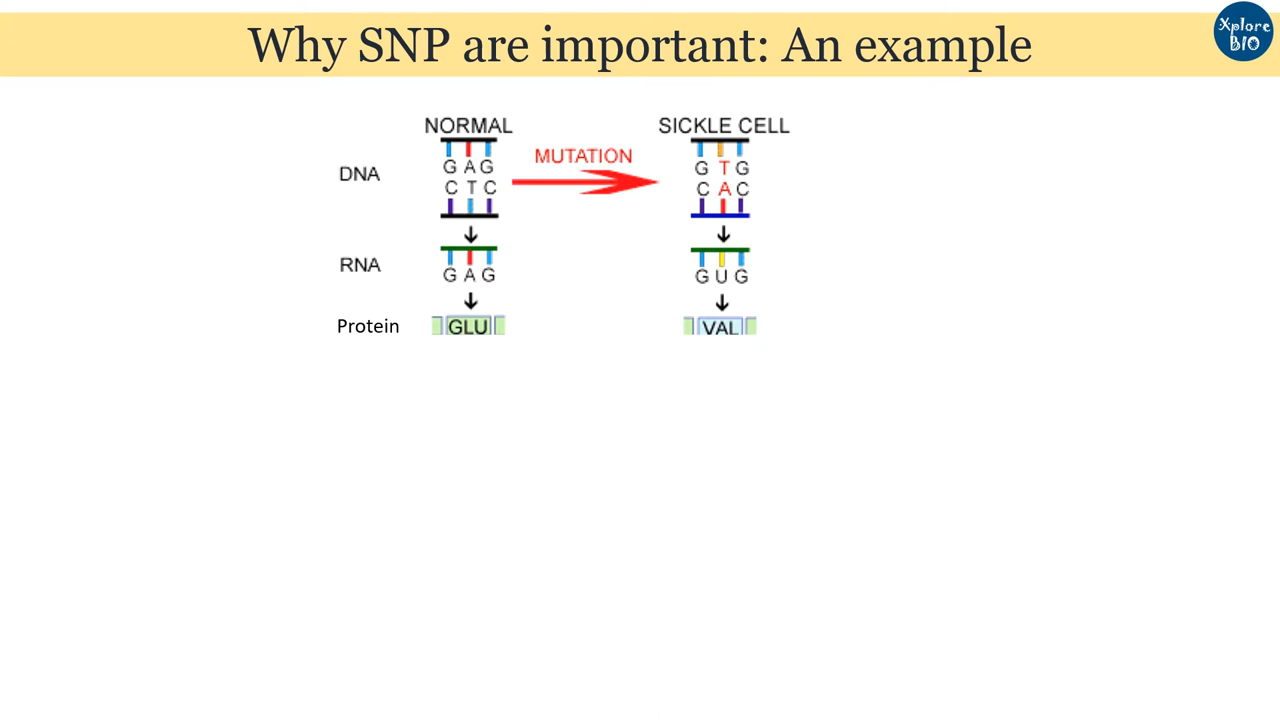 Why SNP are important: An example
Xplore
BIO
NORMAL
SICKLE CELL
MUTATION
DNA
G A G
C T C
G T G
C A C
RNA
G A G
G U G
Protein
GLU
VAL